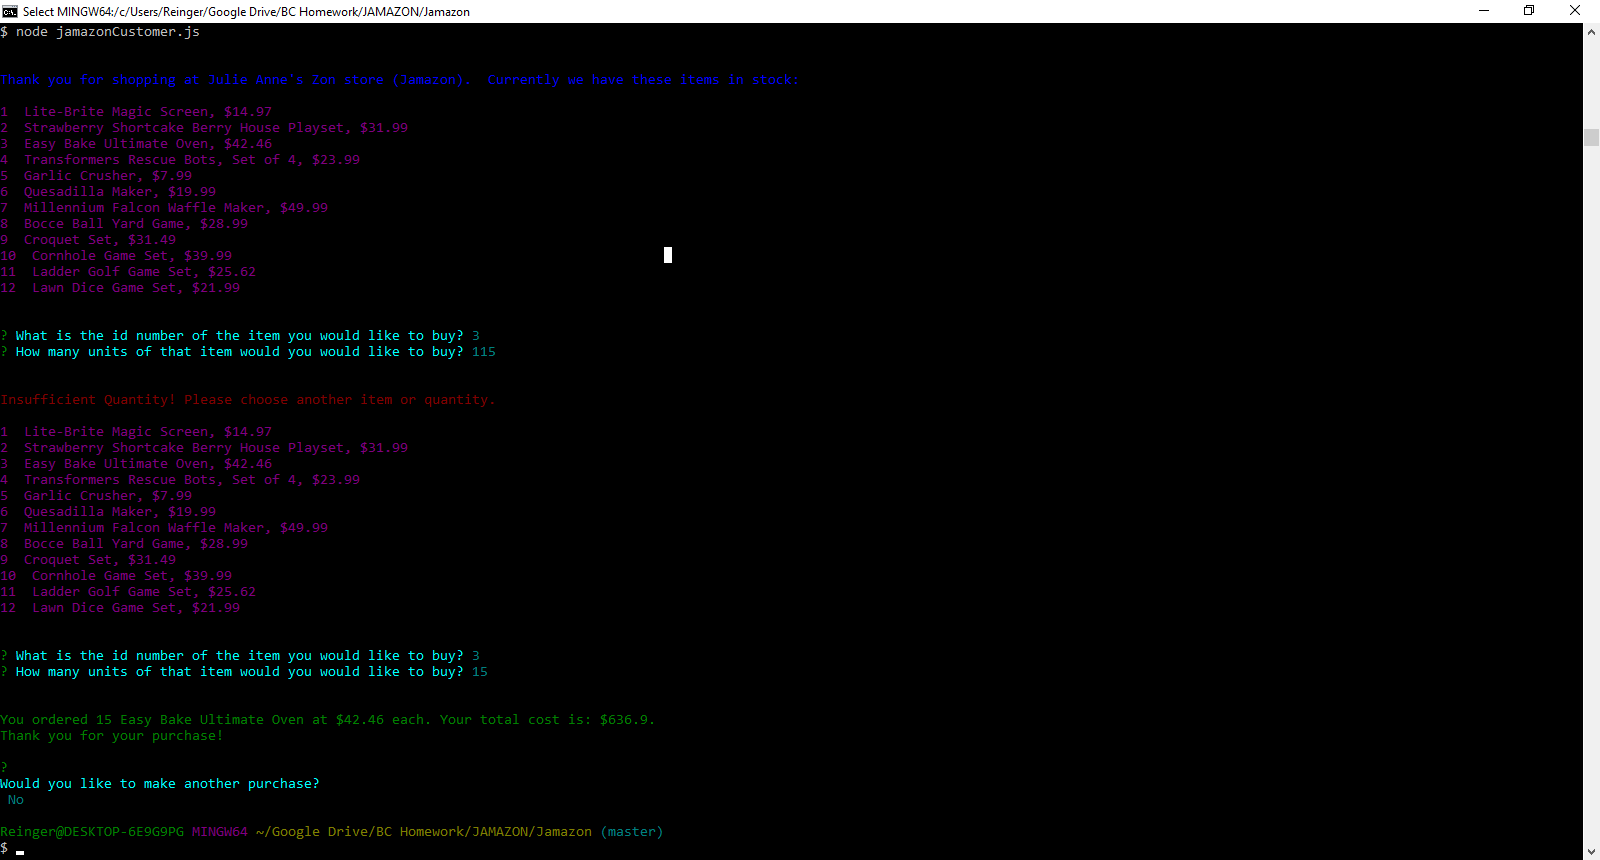 Select MINGW64:/c/Users/Reinger/Google Drive/BC Homework/JAMAZON/Jamazon
$ node jamazonCustomer.js
Thank you for shopping at Julie Anne's Zon store (Jamazon).  Currently we have these items in stock:
1  Lite-Brite Magic Screen, $14.97
2  Strawberry Shortcake Berry House Playset, $31.99
3  Easy Bake Ultimate Oven, $42.46
4  Transformers Rescue Bots, Set of 4, $23.99
5  Garlic Crusher, $7.99
6  Quesadilla Maker, $19.99
7  Millennium Falcon Waffle Maker, $49.99
8  Bocce Ball Yard Game, $28.99
9  Croquet Set, $31.49
10  Cornhole Game Set, $39.99
11  Ladder Golf Game Set, $25.62
12  Lawn Dice Game Set, $21.99
? What is the id number of the item you would like to buy? 3
? How many units of that item would you would like to buy? 115
Insufficient Quantity! Please choose another item or quantity.
1  Lite-Brite Magic Screen, $14.97
2  Strawberry Shortcake Berry House Playset, $31.99
3  Easy Bake Ultimate Oven, $42.46
4  Transformers Rescue Bots, Set of 4, $23.99
5  Garlic Crusher, $7.99
6  Quesadilla Maker, $19.99
7  Millennium Falcon Waffle Maker, $49.99
8  Bocce Ball Yard Game, $28.99
9  Croquet Set, $31.49
10  Cornhole Game Set, $39.99
11  Ladder Golf Game Set, $25.62
12  Lawn Dice Game Set, $21.99
? What is the id number of the item you would like to buy? 3
? How many units of that item would you would like to buy? 15
You ordered 15 Easy Bake Ultimate Oven at $42.46 each. Your total cost is: $636.9.
Thank you for your purchase!
?
Would you like to make another purchase?
No
Reinger@DESKTOP-6E9G9PG MINGW64 ~/Google Drive/BC Homework/JAMAZON/Jamazon (master)
$